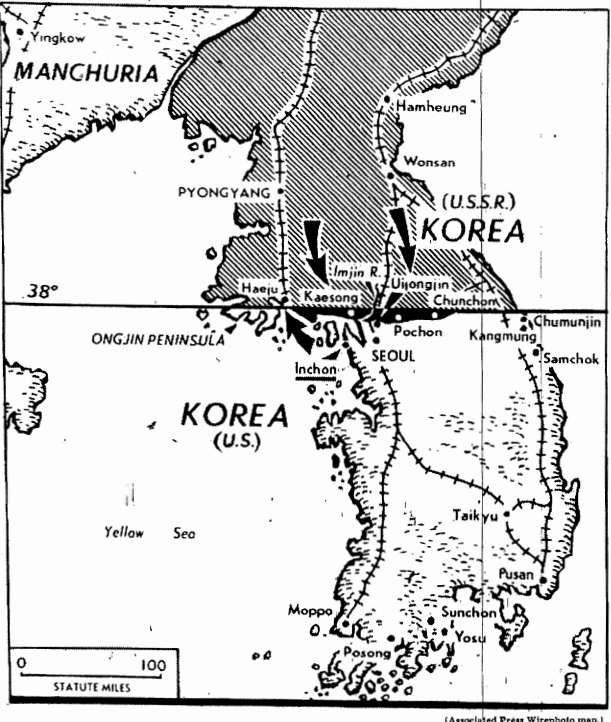 Yingkow
MANCHURIA
Hamheung
Wonsan
PYONGYANG
(U.S.S.R.)
KOREA
Imjin R.
Uijongjin
Haeju
Kaesong
Chunchon
38°
Pochon
Kangmung
Chumunjin
ONGJIN PENINSULA
SEOUL
Samchok
Inchon
KOREA
(U.S.)
Taikyu
Yellow Sea
Pusan
Moppo
Sunchon
Yosu
Posong
0 100
STATUTE MILES
(Associated Press Wirephoto map.)